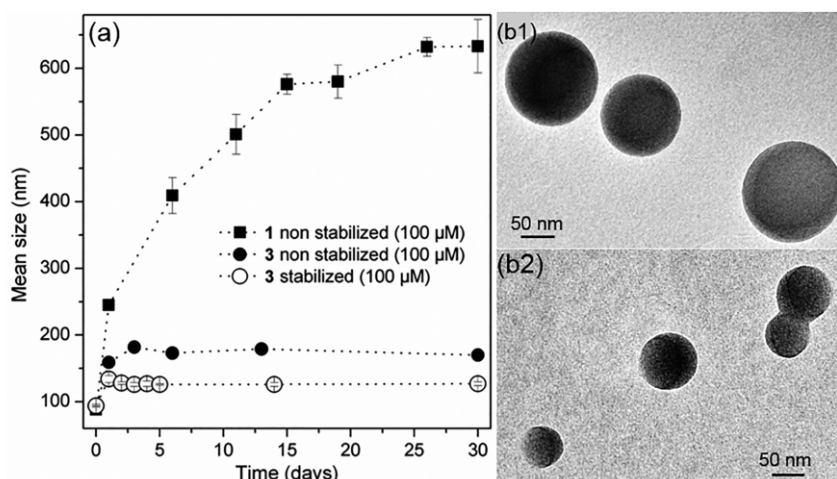 (a)
600
500
400
300
200
100
Mean size (nm)
1 non stabilized (100 µM)
3 non stabilized (100 µM)
3 stabilized (100 µM)
0 5 10 15 20 25 30
Time (days)
(b1)
50 nm
(b2)
50 nm